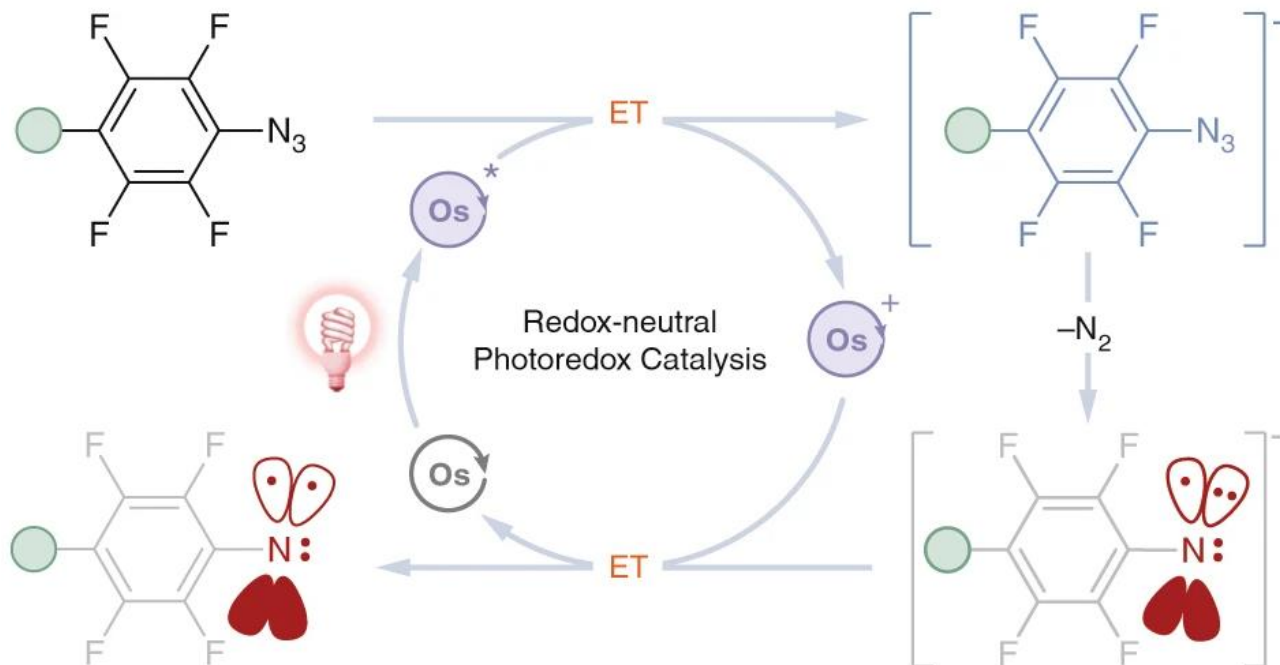 F F
N3
F F
ET
F F
N3
F F
−
Os *
Os +
Redox-neutral
Photoredox Catalysis
–N2
Os
F F
N:
F F
ET
F F
N:
F F
−